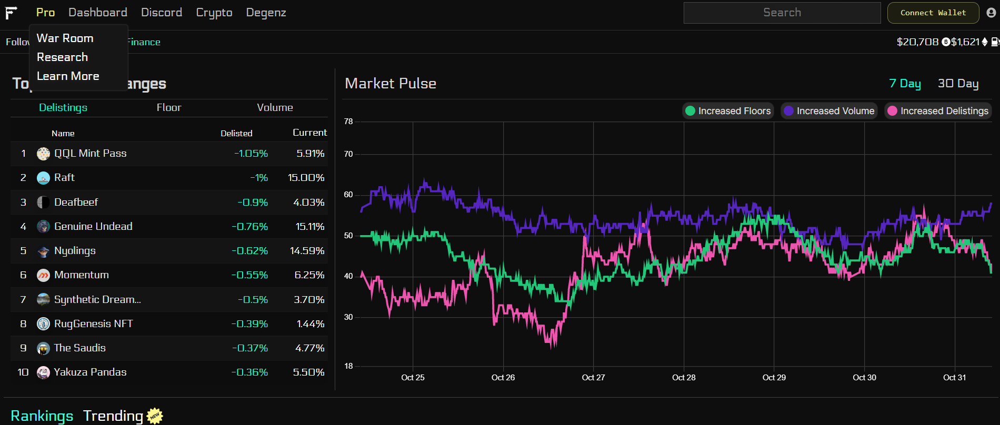 Pro Dashboard Discord Crypto Degenz Search Connect Wallet
War Room
Research
Learn More
Finance $20,708 $1,621
anges
Delistings Floor Volume
Name Delisted Current
1 QQL Mint Pass -1.05% 5.91%
2 Raft -1% 15.00%
3 Deafbeef -0.9% 4.03%
4 Genuine Undead -0.76% 15.11%
5 Nyolings -0.62% 14.59%
6 Momentum -0.55% 6.25%
7 Synthetic Dream... -0.5% 3.70%
8 RugGenesis NFT -0.39% 1.44%
9 The Saudis -0.37% 4.77%
10 Yakuza Pandas -0.36% 5.50%
Market Pulse 7 Day 30 Day
Increased Floors Increased Volume Increased Delistings
78
70
60
50
40
30
18
Oct 25 Oct 26 Oct 27 Oct 28 Oct 29 Oct 30 Oct 31
Rankings Trending NEW